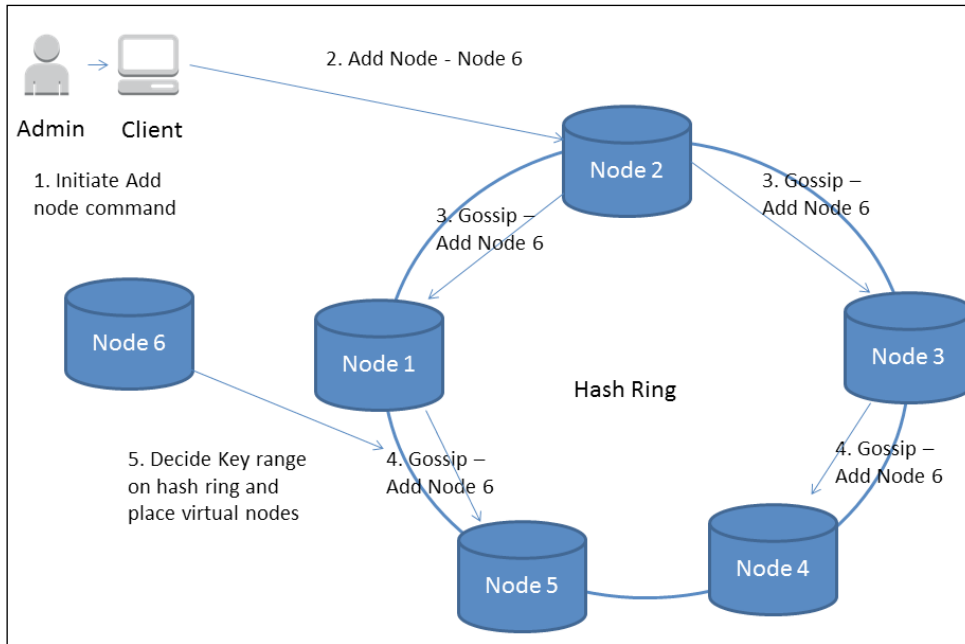 2. Add Node - Node 6
Admin
Client
1. Initiate Add
node command
Node 2
3. Gossip –
Add Node 6
3. Gossip –
Add Node 6
Node 6
Node 1
Node 3
Hash Ring
5. Decide Key range
on hash ring and
place virtual nodes
4. Gossip –
Add Node 6
4. Gossip –
Add Node 6
Node 5
Node 4